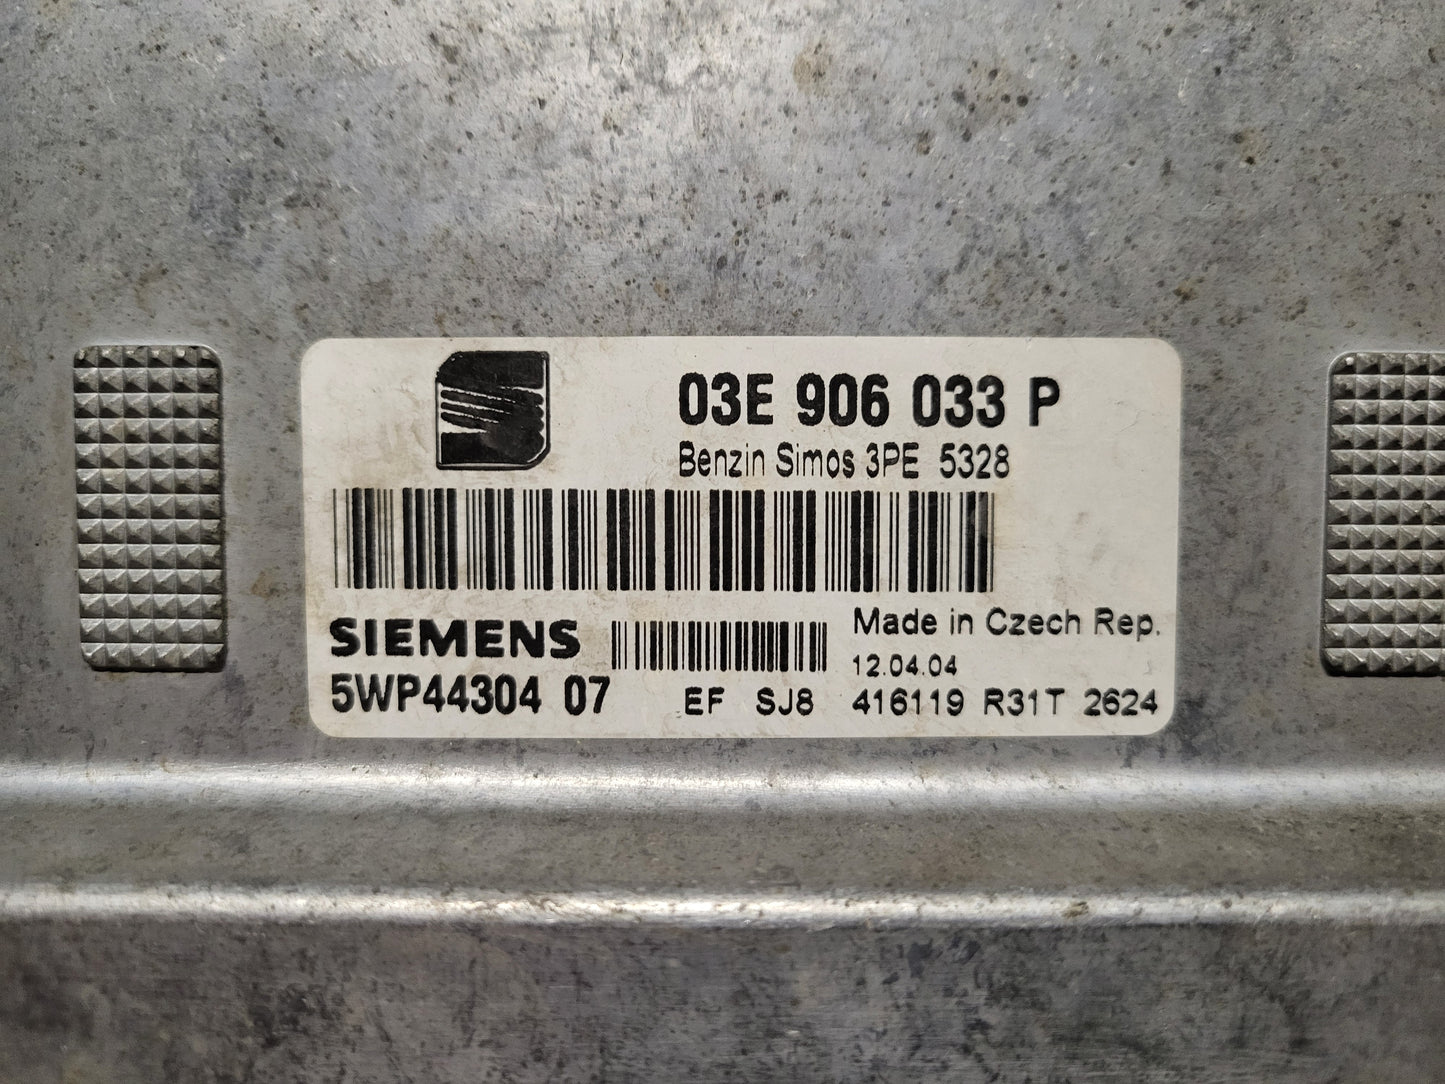 03E 906 033 P
Benzin Simos 3PE 5328
SIEMENS
5WP44304 07
Made in Czech Rep.
12.04.04
EF SJ8 416119 R31T 2624